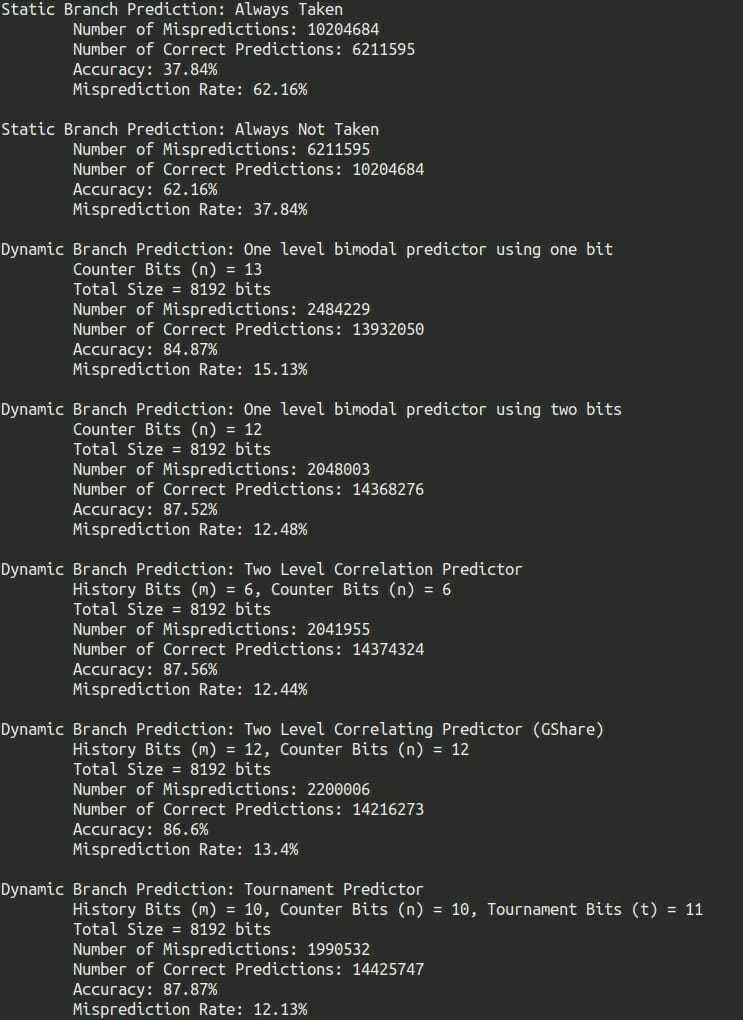 Static Branch Prediction: Always Taken
Number of Mispredictions: 10204684
Number of Correct Predictions: 6211595
Accuracy: 37.84%
Misprediction Rate: 62.16%
Static Branch Prediction: Always Not Taken
Number of Mispredictions: 6211595
Number of Correct Predictions: 10204684
Accuracy: 62.16%
Misprediction Rate: 37.84%
Dynamic Branch Prediction: One level bimodal predictor using one bit
Counter Bits (n) = 13
Total Size = 8192 bits
Number of Mispredictions: 2484229
Number of Correct Predictions: 13932050
Accuracy: 84.87%
Misprediction Rate: 15.13%
Dynamic Branch Prediction: One level bimodal predictor using two bits
Counter Bits (n) = 12
Total Size = 8192 bits
Number of Mispredictions: 2048003
Number of Correct Predictions: 14368276
Accuracy: 87.52%
Misprediction Rate: 12.48%
Dynamic Branch Prediction: Two Level Correlation Predictor
History Bits (m) = 6, Counter Bits (n) = 6
Total Size = 8192 bits
Number of Mispredictions: 2041955
Number of Correct Predictions: 14374324
Accuracy: 87.56%
Misprediction Rate: 12.44%
Dynamic Branch Prediction: Two Level Correlating Predictor (GShare)
History Bits (m) = 12, Counter Bits (n) = 12
Total Size = 8192 bits
Number of Mispredictions: 2200006
Number of Correct Predictions: 14216273
Accuracy: 86.6%
Misprediction Rate: 13.4%
Dynamic Branch Prediction: Tournament Predictor
History Bits (m) = 10, Counter Bits (n) = 10, Tournament Bits (t) = 11
Total Size = 8192 bits
Number of Mispredictions: 1990532
Number of Correct Predictions: 14425747
Accuracy: 87.87%
Misprediction Rate: 12.13%